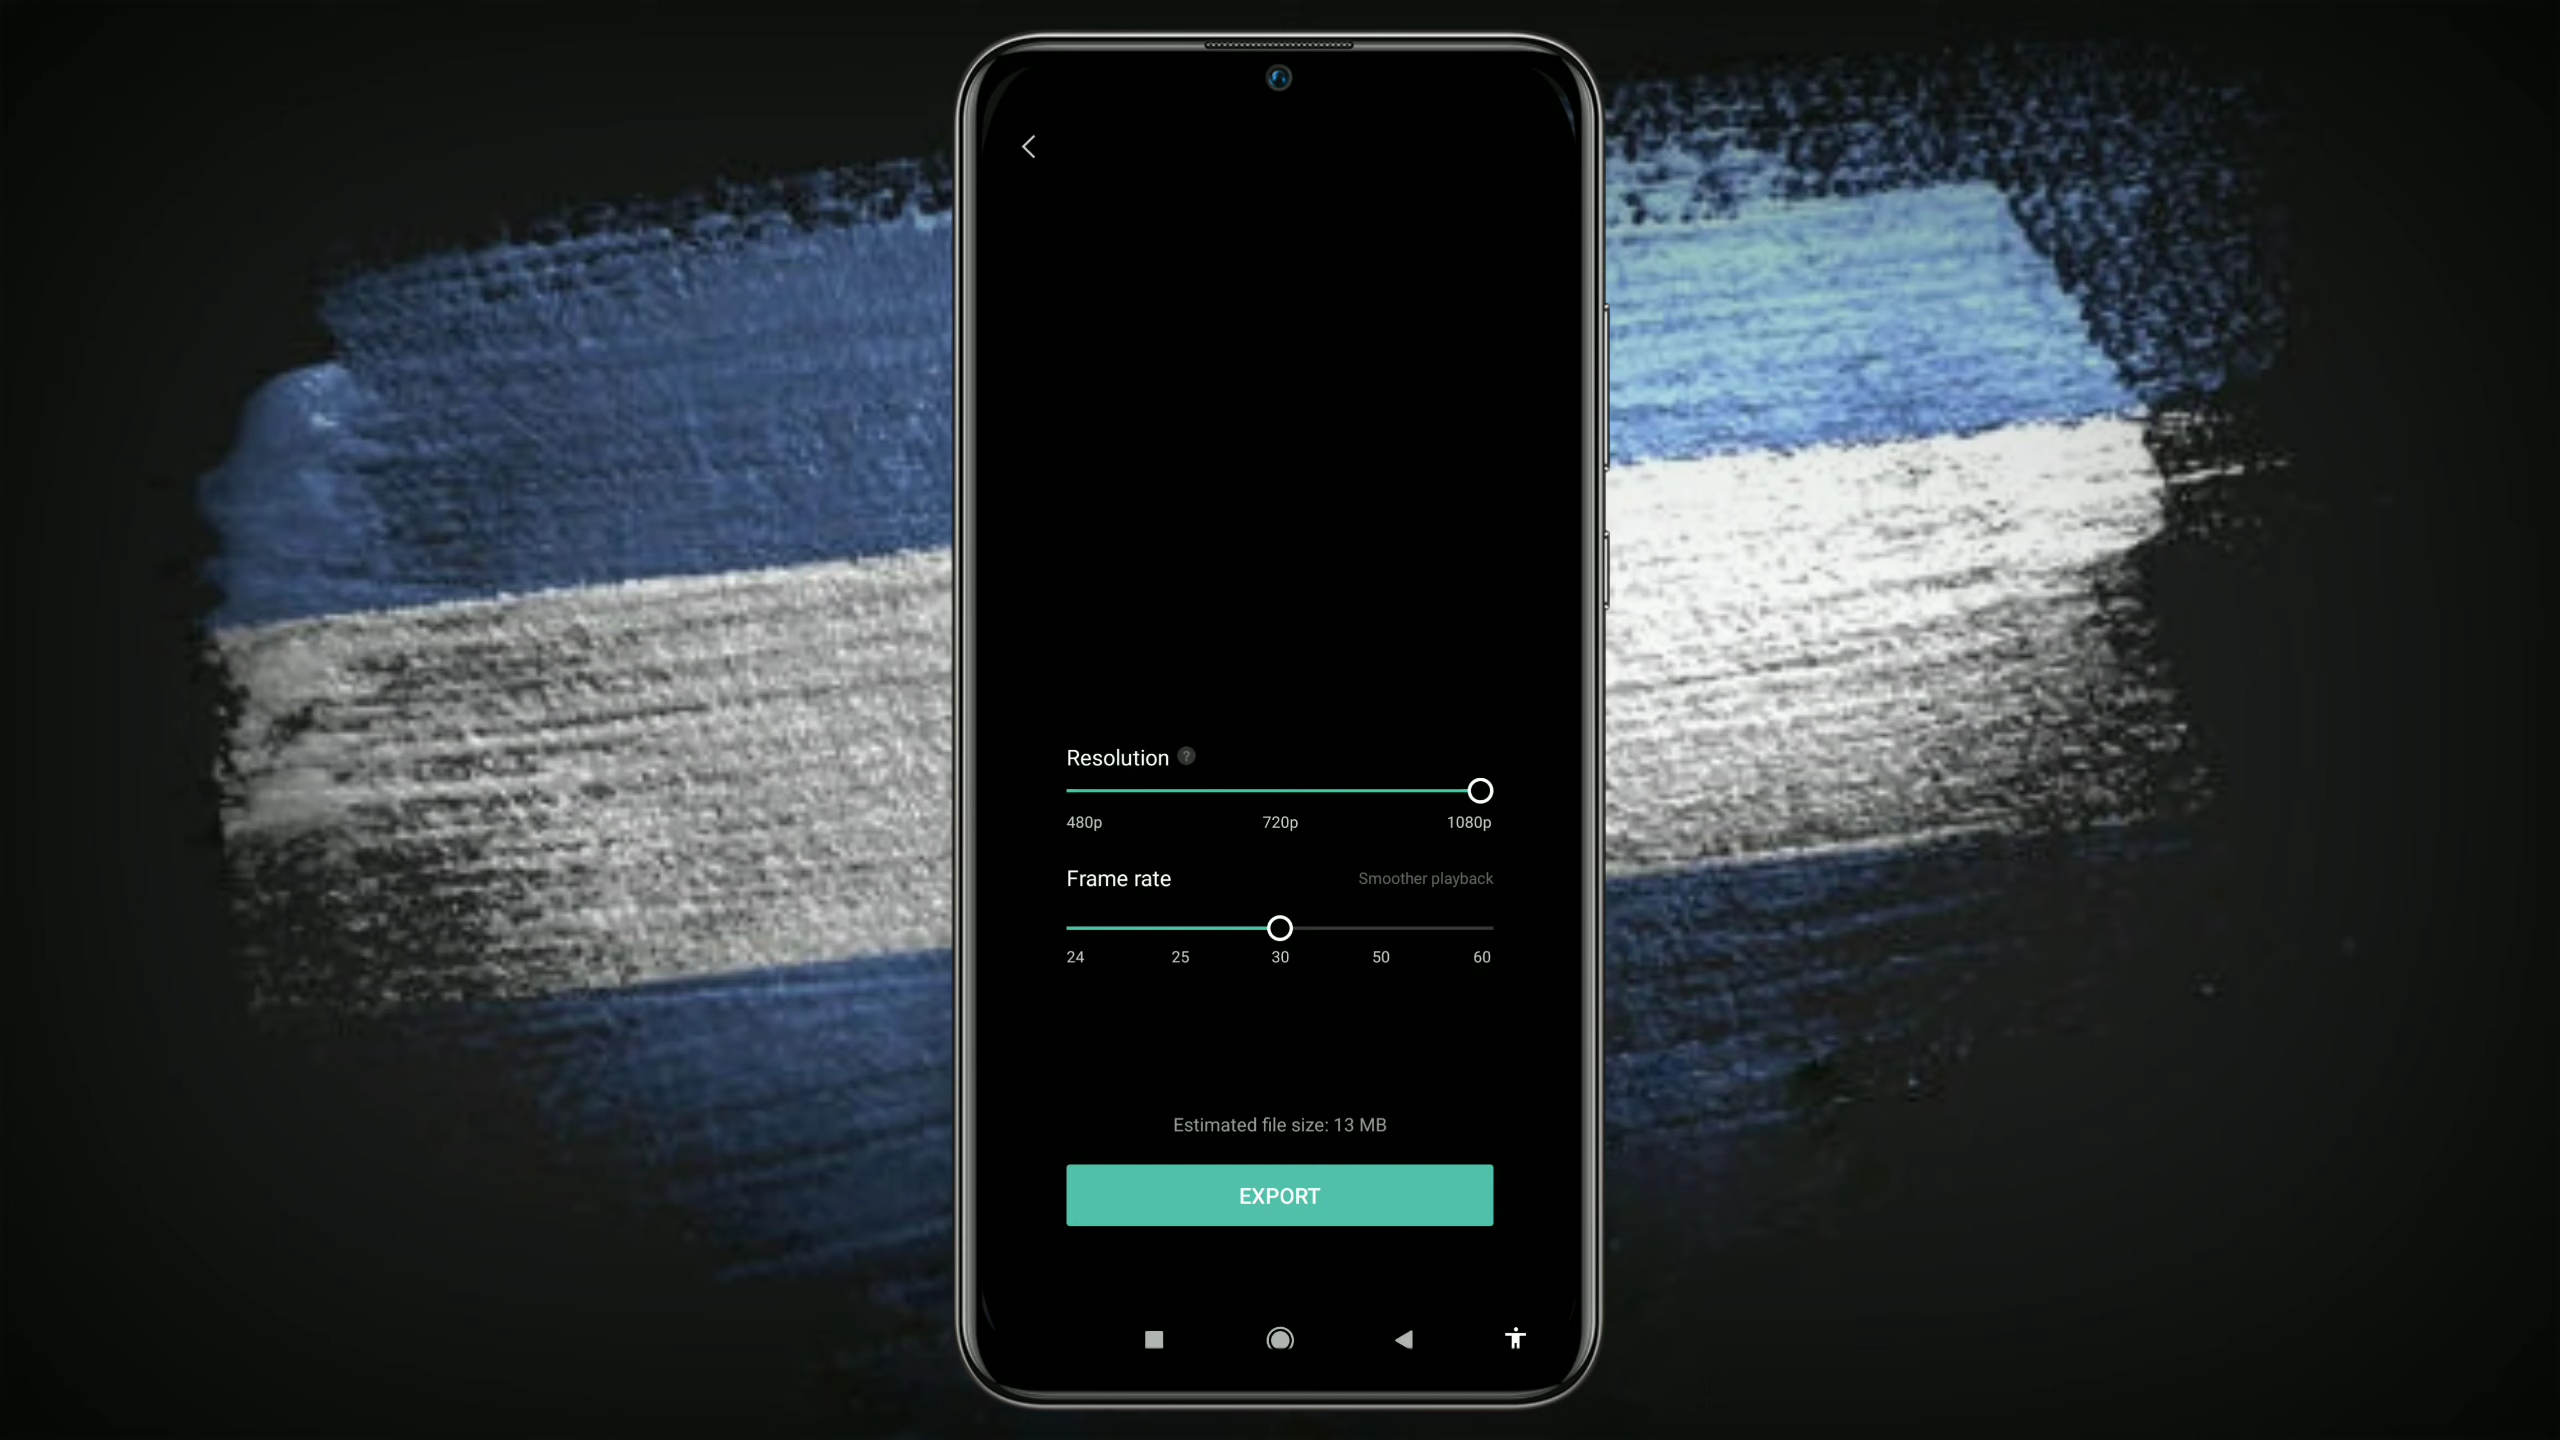 Resolution ?
480p 720p 1080p
Frame rate Smoother playback
24 25 30 50 60
Estimated file size: 13 MB
EXPORT